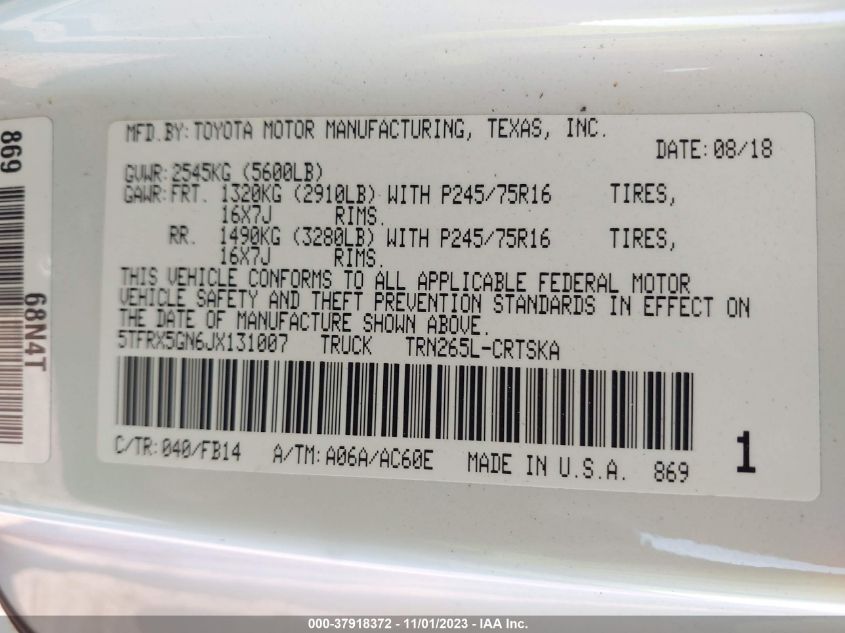 MFD.BY:TOYOTA MOTOR MANUFACTURING, TEXAS, INC.
DATE:08/18
GVWR:2545KG (5600LB)
GAWR:FRT. 1320KG (2910LB) WITH P245/75R16 TIRES,
16X7J RIMS.
RR. 1490KG (3280LB) WITH P245/75R16 TIRES,
16X7J RIMS.
THIS VEHICLE CONFORMS TO ALL APPLICABLE FEDERAL MOTOR
VEHICLE SAFETY AND THEFT PREVENTION STANDARDS IN EFFECT ON
THE DATE OF MANUFACTURE SHOWN ABOVE.
5TFRX5GN6JX131007 TRUCK TRN265L-CRTSKA
C/TR:040/FB14 A/TM:A06A/AC60E MADE IN U.S.A. 869
1
869
68N4T
000-37918372 - 11/01/2023 - IAA Inc.